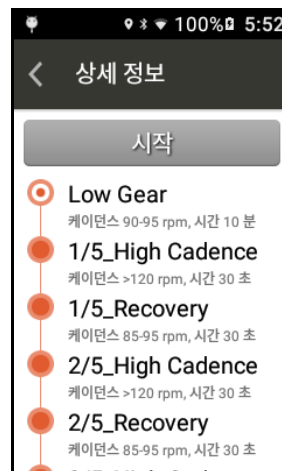 100% 5:52
상세 정보
시작
Low Gear
케이던스 90-95 rpm, 시간 10 분
1/5_High Cadence
케이던스 >120 rpm, 시간 30 초
1/5_Recovery
케이던스 85-95 rpm, 시간 30 초
2/5_High Cadence
케이던스 >120 rpm, 시간 30 초
2/5_Recovery
케이던스 85-95 rpm, 시간 30 초